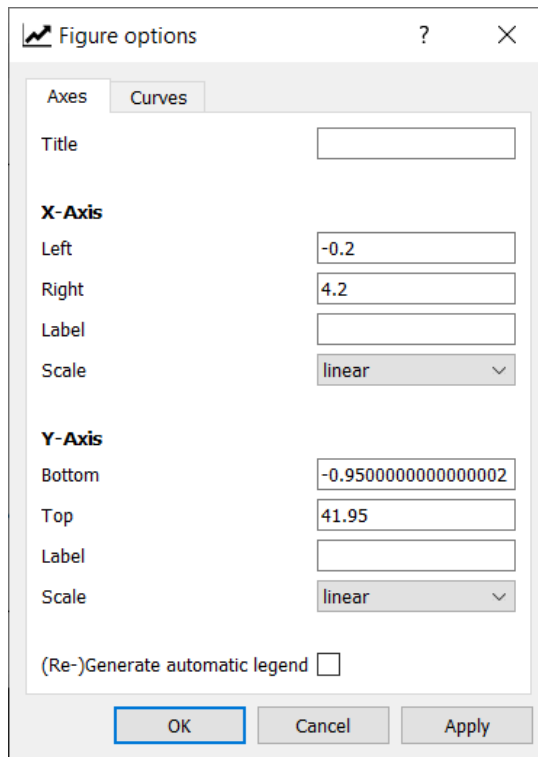 Figure options ?
Axes Curves
Title
X-Axis
Left -0.2
Right 4.2
Label
Scale linear
Y-Axis
Bottom -0.9500000000000002
Top 41.95
Label
Scale linear
(Re-)Generate automatic legend
OK Cancel Apply